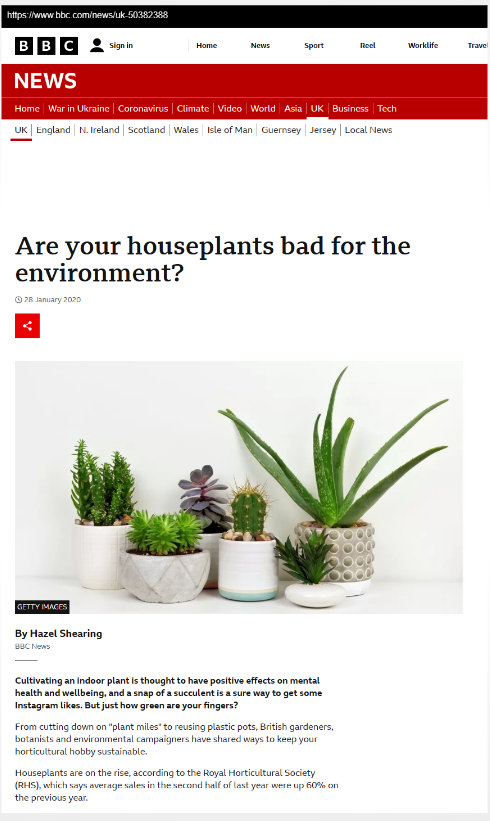 https://www.bbc.com/news/uk-50382388
BBC Sign in Home News Sport Reel Worklife Travel
NEWS
Home War in Ukraine Coronavirus Climate Video World Asia UK Business Tech
UK England N. Ireland Scotland Wales Isle of Man Guernsey Jersey Local News
Are your houseplants bad for the
environment?
28 January 2020
GETTY IMAGES
By Hazel Shearing
BBC News
Cultivating an indoor plant is thought to have positive effects on mental
health and wellbeing, and a snap of a succulent is a sure way to get some
Instagram likes. But just how green are your fingers?
From cutting down on "plant miles" to reusing plastic pots, British gardeners,
botanists and environmental campaigners have shared ways to keep your
horticultural hobby sustainable.
Houseplants are on the rise, according to the Royal Horticultural Society
(RHS), which says average sales in the second half of last year were up 60% on
the previous year.